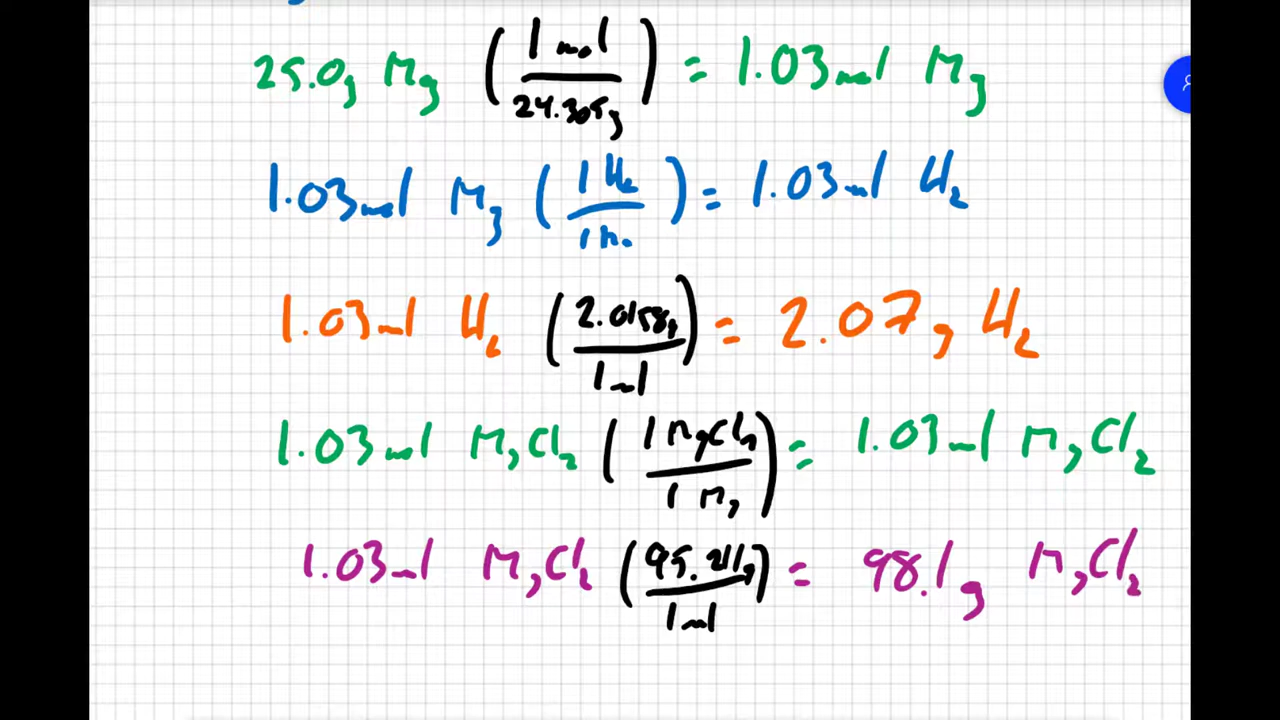 25.0g Mg (1 mol / 24.305g) = 1.03 mol Mg
1.03 mol Mg (1 H₂ / 1 Mg) = 1.03 mol H₂
1.03 mol H₂ (2.0158g / 1 mol) = 2.07g H₂
1.03 mol MgCl₂ (1 MgCl₂ / 1 Mg) = 1.03 mol MgCl₂
1.03 mol MgCl₂ (95.211g / 1 mol) = 98.1g MgCl₂